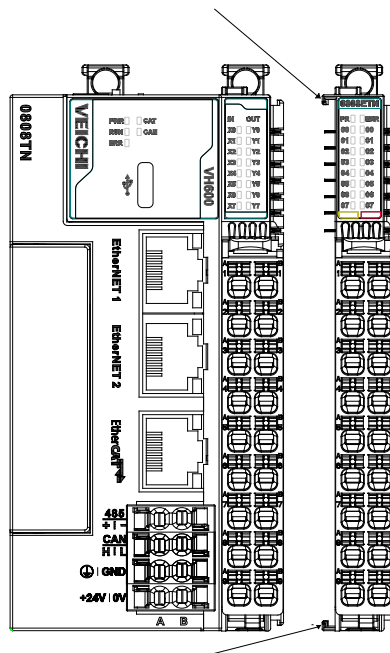 0808TN
VEICHI
PWR CAT
RUN CAN
ERR
VH600
IN OUT
X0 Y0
X1 Y1
X2 Y2
X3 Y3
X4 Y4
X5 Y5
X6 Y6
X7 Y7
EtherNET 1
EtherNET 2
EtherCAT
485
+ | -
CAN
H | L
GND
+24V | 0V
A B
0808ETN
PR ERR
00 00
01 01
02 02
03 03
04 04
05 05
06 06
07 07